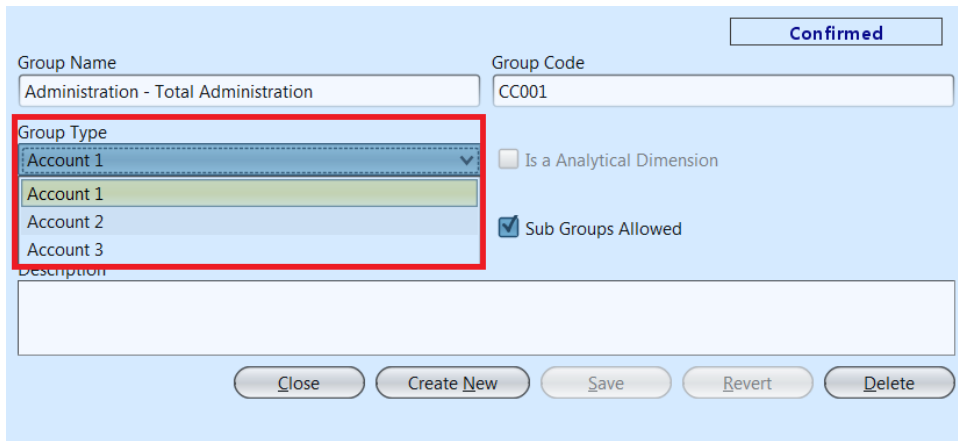 Confirmed
Group Name
Group Code
Administration - Total Administration
CC001
Group Type
Account 1
Is a Analytical Dimension
Account 1
Account 2
Sub Groups Allowed
Account 3
Description
Close
Create New
Save
Revert
Delete